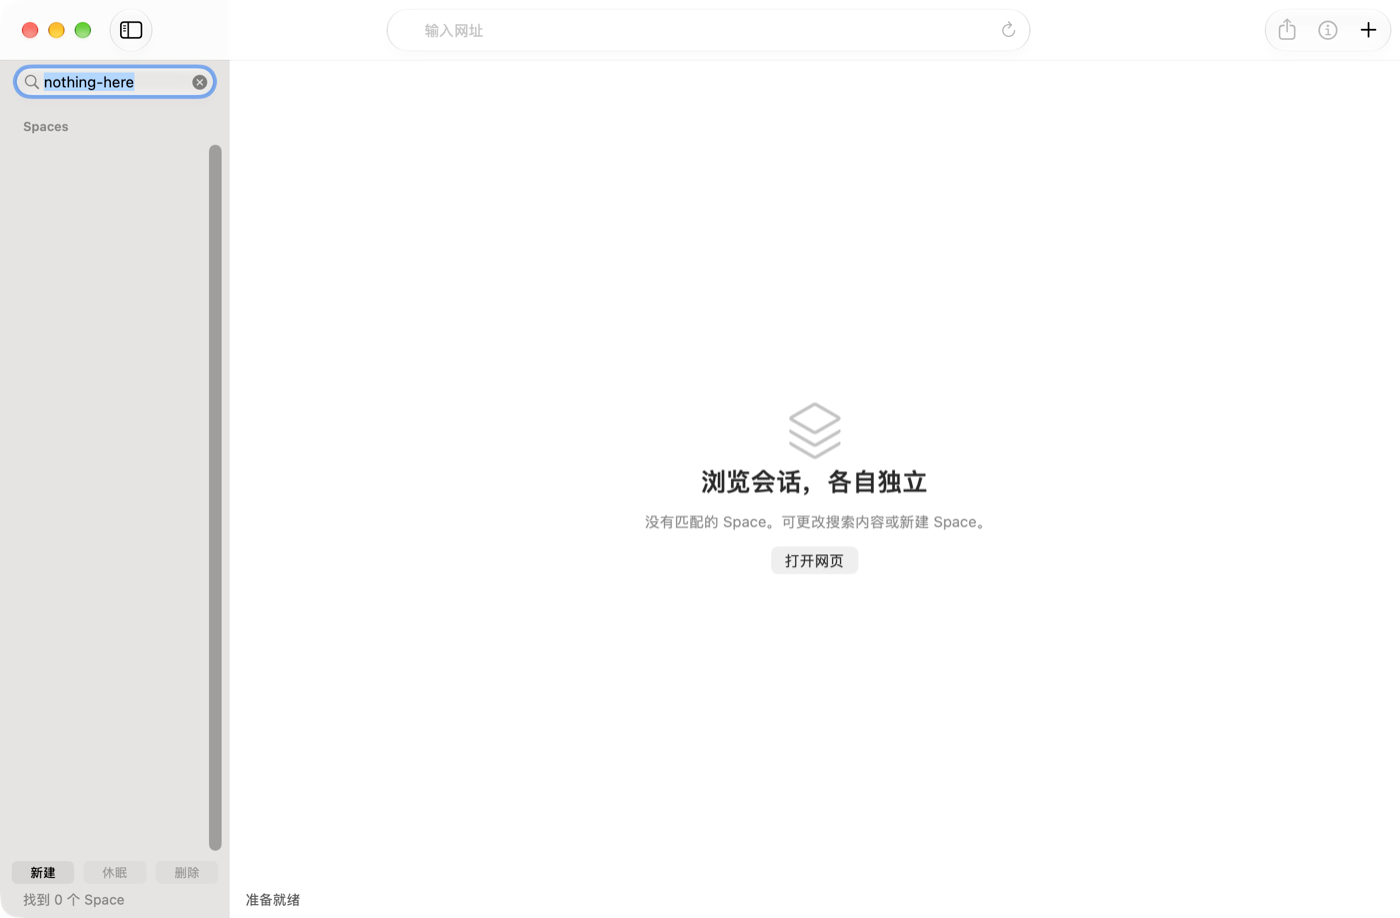 输入网址
nothing-here
Spaces
浏览会话，各自独立
没有匹配的 Space。可更改搜索内容或新建 Space。
打开网页
新建 休眠 删除
找到 0 个 Space
准备就绪